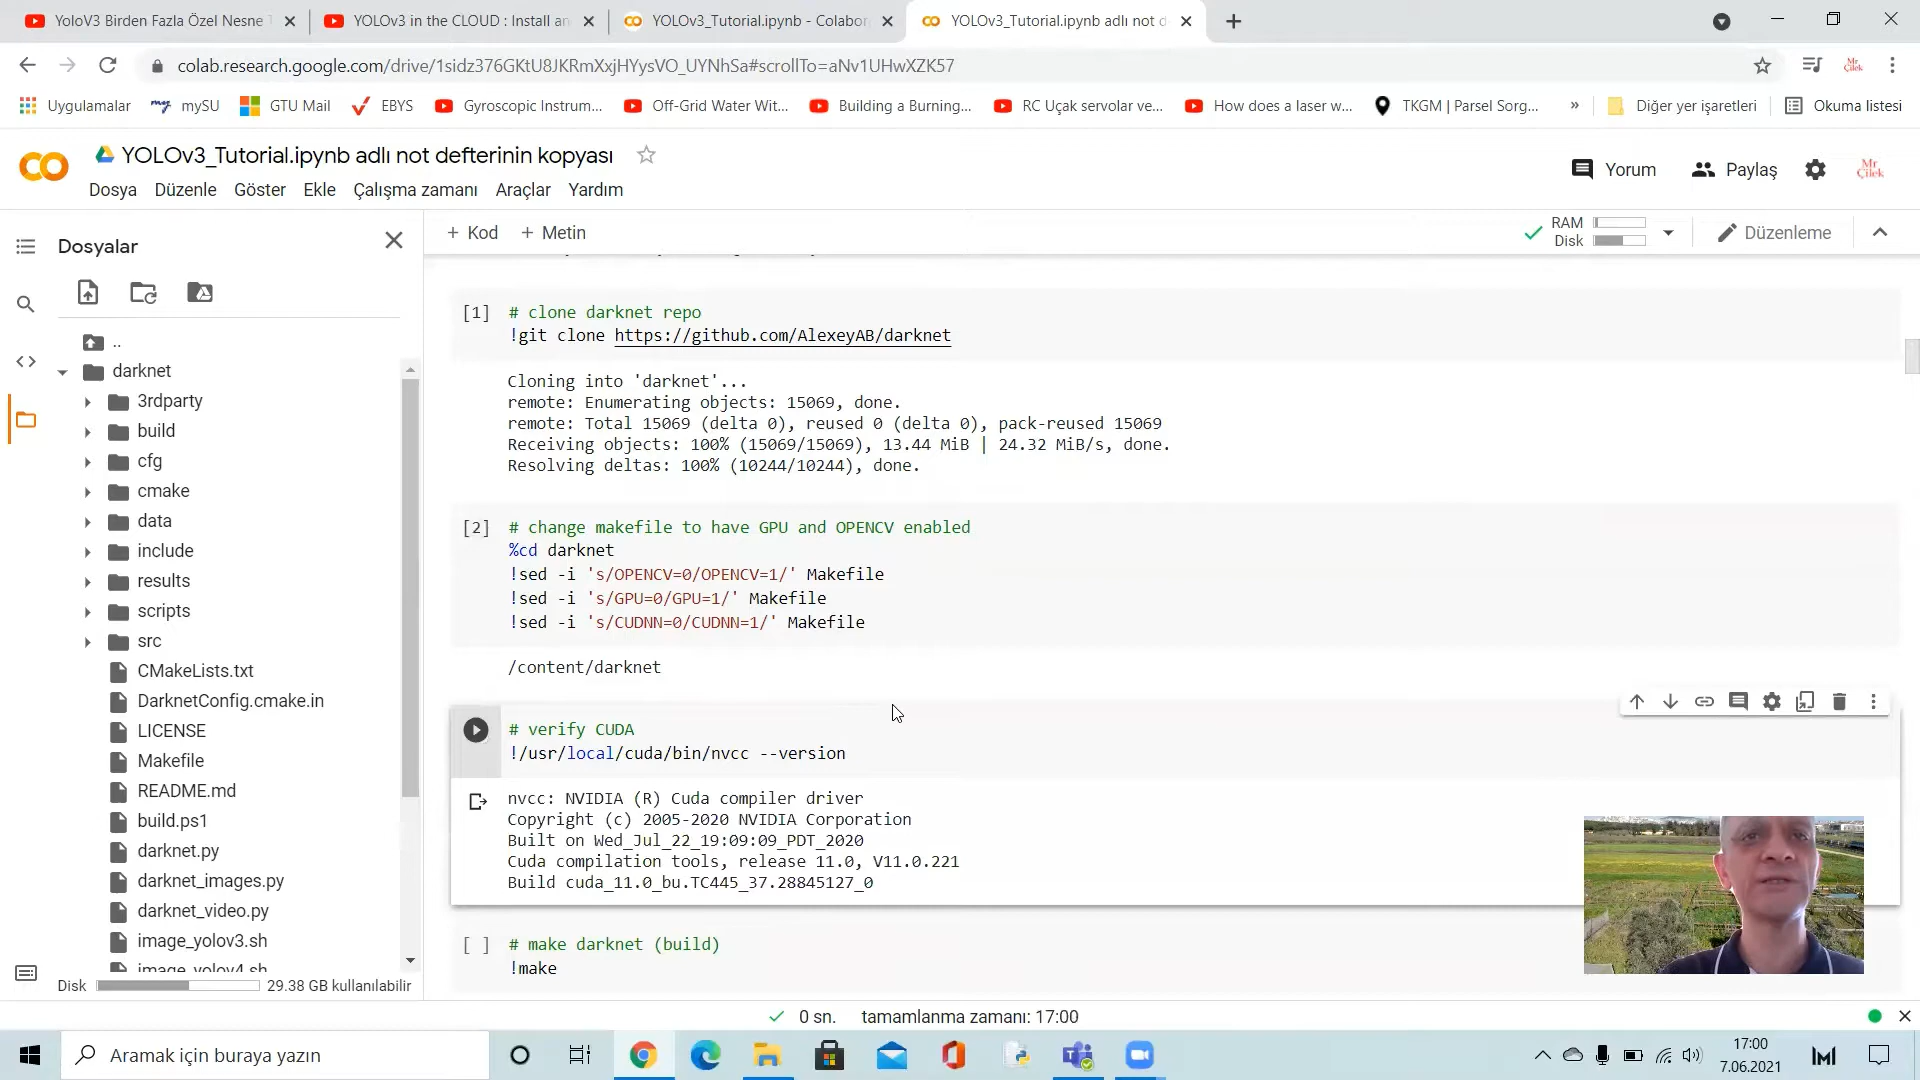 YoloV3 Birden Fazla Özel Nesne T
YOLOv3 in the CLOUD : Install an
YOLOv3_Tutorial.ipynb - Colabor
YOLOv3_Tutorial.ipynb adlı not d
colab.research.google.com/drive/1sidz376GKtU8JKRmXxjHYysVO_UYNhSa#scrollTo=aNv1UHwXZK57
Uygulamalar
mySU
GTU Mail
EBYS
Gyroscopic Instrum...
Off-Grid Water Wit...
Building a Burning...
RC Uçak servolar ve...
How does a laser w...
TKGM | Parsel Sorg...
»
Diğer yer işaretleri
Okuma listesi
YOLOv3_Tutorial.ipynb adlı not defterinin kopyası
Yorum
Paylaş
Mr
Çilek
Dosya Düzenle Göster Ekle Çalışma zamanı Araçlar Yardım
Dosyalar
+ Kod + Metin
RAM
Disk
Düzenleme
..
darknet
3rdparty
build
cfg
cmake
data
include
results
scripts
src
CMakeLists.txt
DarknetConfig.cmake.in
LICENSE
Makefile
README.md
build.ps1
darknet.py
darknet_images.py
darknet_video.py
image_yolov3.sh
image_yolov4.sh
Disk 29.38 GB kullanılabilir
[1] # clone darknet repo
!git clone https://github.com/AlexeyAB/darknet
Cloning into 'darknet'...
remote: Enumerating objects: 15069, done.
remote: Total 15069 (delta 0), reused 0 (delta 0), pack-reused 15069
Receiving objects: 100% (15069/15069), 13.44 MiB | 24.32 MiB/s, done.
Resolving deltas: 100% (10244/10244), done.
[2] # change makefile to have GPU and OPENCV enabled
%cd darknet
!sed -i 's/OPENCV=0/OPENCV=1/' Makefile
!sed -i 's/GPU=0/GPU=1/' Makefile
!sed -i 's/CUDNN=0/CUDNN=1/' Makefile
/content/darknet
# verify CUDA
!/usr/local/cuda/bin/nvcc --version
nvcc: NVIDIA (R) Cuda compiler driver
Copyright (c) 2005-2020 NVIDIA Corporation
Built on Wed_Jul_22_19:09:09_PDT_2020
Cuda compilation tools, release 11.0, V11.0.221
Build cuda_11.0_bu.TC445_37.28845127_0
[ ] # make darknet (build)
!make
0 sn. tamamlanma zamanı: 17:00
Aramak için buraya yazın
17:00
7.06.2021